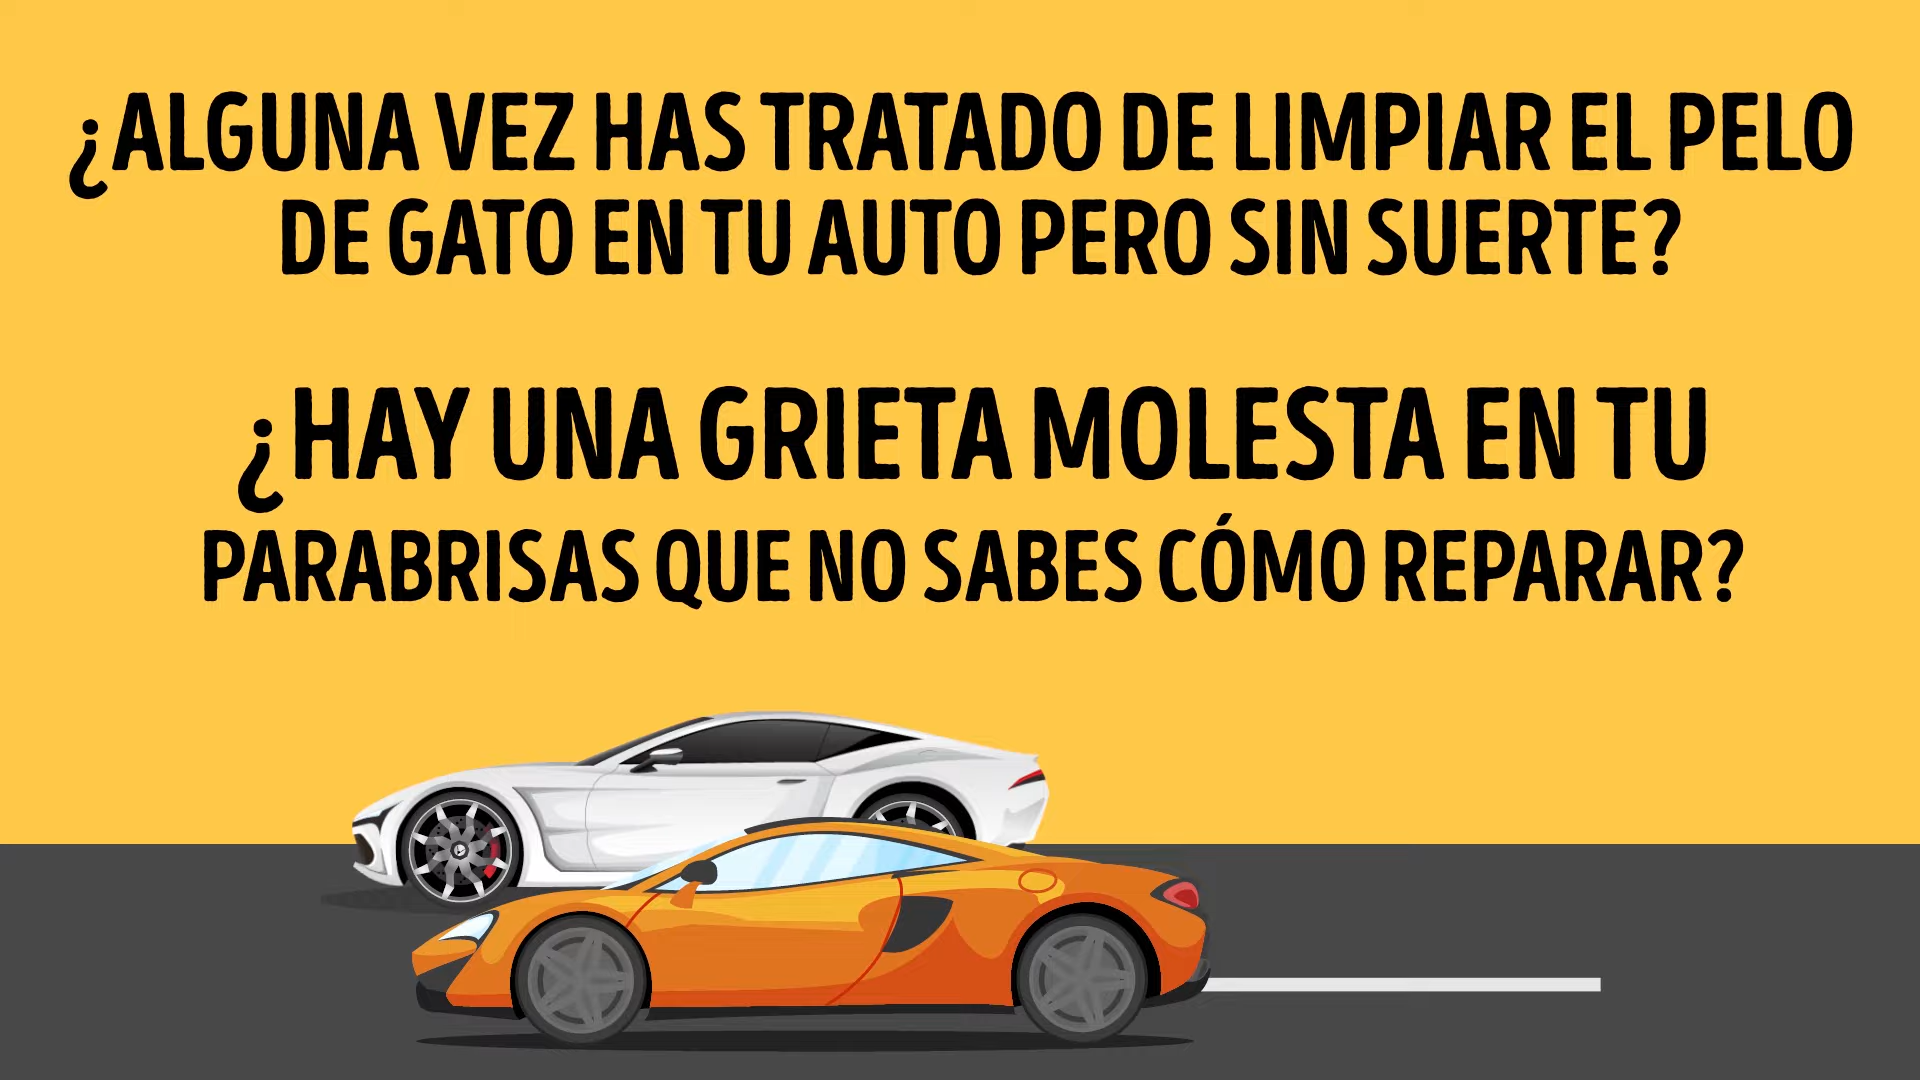 ¿ALGUNA VEZ HAS TRATADO DE LIMPIAR EL PELO
DE GATO EN TU AUTO PERO SIN SUERTE?
¿HAY UNA GRIETA MOLESTA EN TU
PARABRISAS QUE NO SABES CÓMO REPARAR?